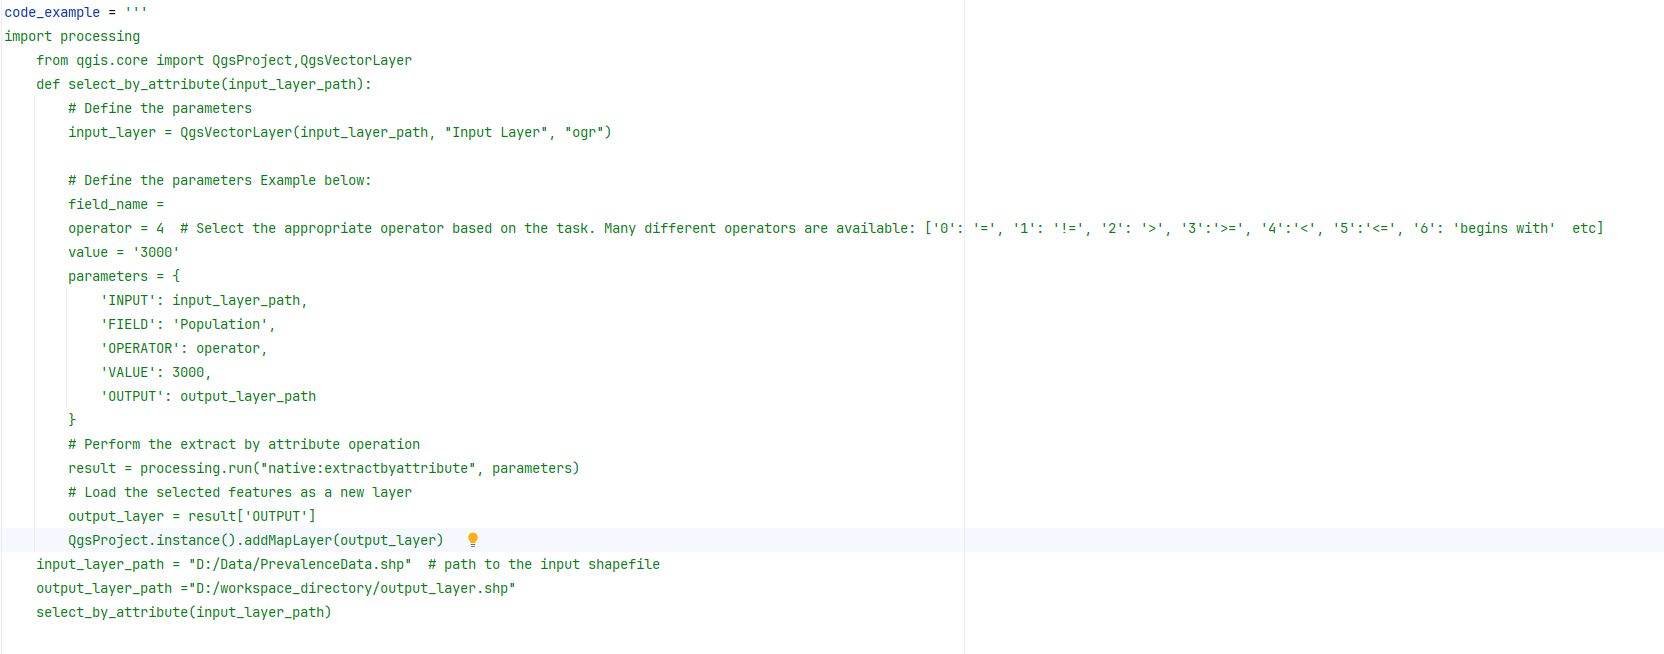 code_example = '''
import processing
    from qgis.core import QgsProject,QgsVectorLayer
    def select_by_attribute(input_layer_path):
        # Define the parameters
        input_layer = QgsVectorLayer(input_layer_path, "Input Layer", "ogr")

        # Define the parameters Example below:
        field_name =
        operator = 4  # Select the appropriate operator based on the task. Many different operators are available: ['0': '=', '1': '!=', '2': '>', '3':'>=', '4':'<', '5':'<=', '6': 'begins with'  etc]
        value = '3000'
        parameters = {
            'INPUT': input_layer_path,
            'FIELD': 'Population',
            'OPERATOR': operator,
            'VALUE': 3000,
            'OUTPUT': output_layer_path
        }
        # Perform the extract by attribute operation
        result = processing.run("native:extractbyattribute", parameters)
        # Load the selected features as a new layer
        output_layer = result['OUTPUT']
        QgsProject.instance().addMapLayer(output_layer)
    input_layer_path = "D:/Data/PrevalenceData.shp"  # path to the input shapefile
    output_layer_path ="D:/workspace_directory/output_layer.shp"
    select_by_attribute(input_layer_path)